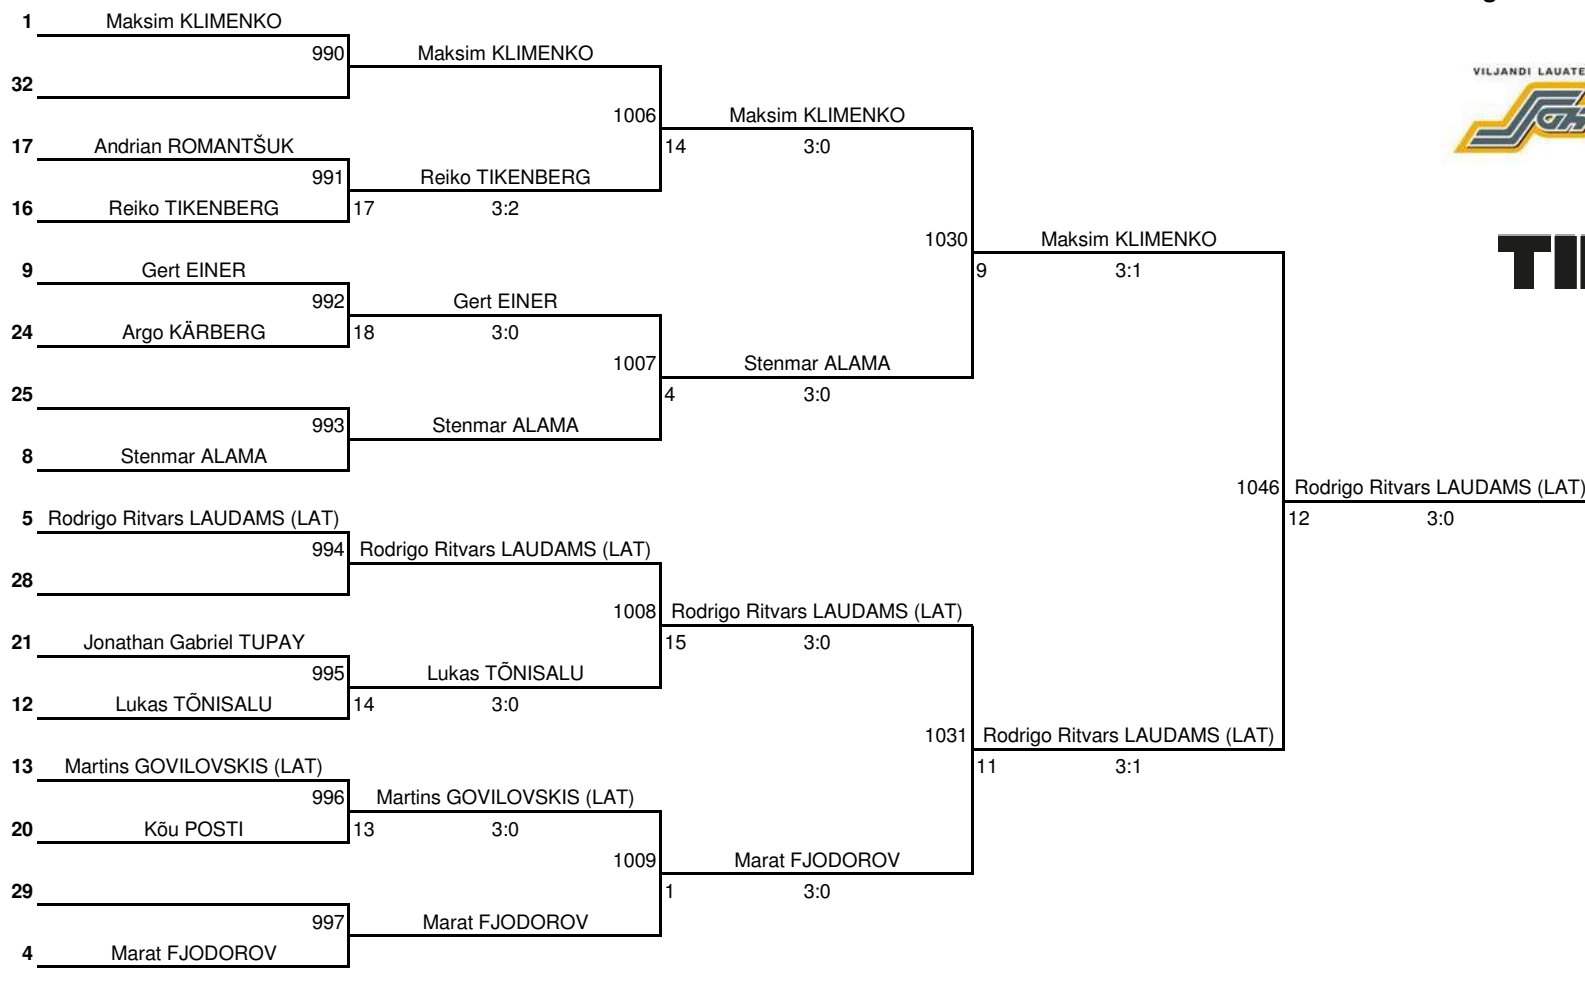 1 Maksim KLIMENKO
990 Maksim KLIMENKO
VILJANDI LAUATE
32
1006 Maksim KLIMENKO
17 Andrian ROMANTŠUK
14 3:0
991 Reiko TIKENBERG
16 Reiko TIKENBERG 17 3:2
1030 Maksim KLIMENKO
9 Gert EINER
9 3:1
992 Gert EINER
24 Argo KÄRBERG 18 3:0
1007 Stenmar ALAMA
25
4 3:0
993 Stenmar ALAMA
8 Stenmar ALAMA
1046 Rodrigo Ritvars LAUDAMS (LAT)
5 Rodrigo Ritvars LAUDAMS (LAT)
12 3:0
994 Rodrigo Ritvars LAUDAMS (LAT)
28
1008 Rodrigo Ritvars LAUDAMS (LAT)
21 Jonathan Gabriel TUPAY
15 3:0
995 Lukas TÕNISALU
12 Lukas TÕNISALU 14 3:0
1031 Rodrigo Ritvars LAUDAMS (LAT)
13 Martins GOVILOVSKIS (LAT)
11 3:1
996 Martins GOVILOVSKIS (LAT)
20 Kõu POSTI 13 3:0
1009 Marat FJODOROV
29
1 3:0
997 Marat FJODOROV
4 Marat FJODOROV